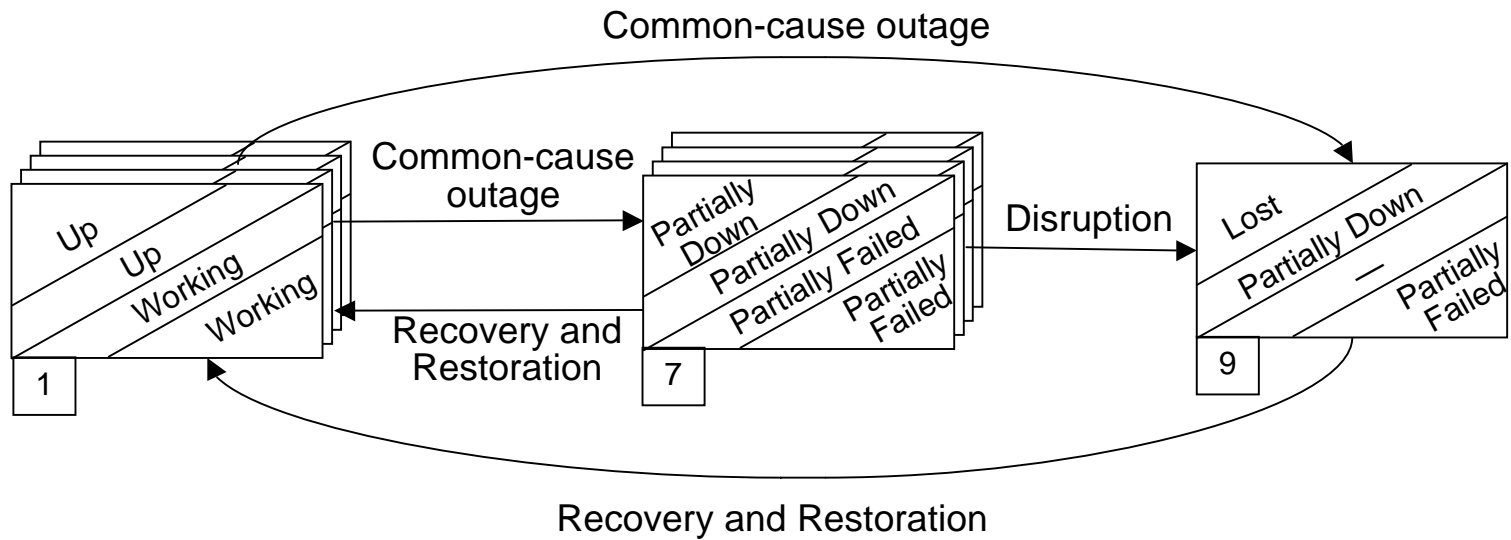 Common-cause outage
Common-cause
outage
Up
Up
Working
Working
1
Recovery and
Restoration
Partially
Down
Partially Down
Partially Failed
Partially
Failed
7
Disruption
Lost
Partially Down
—
Partially
Failed
9
Recovery and Restoration